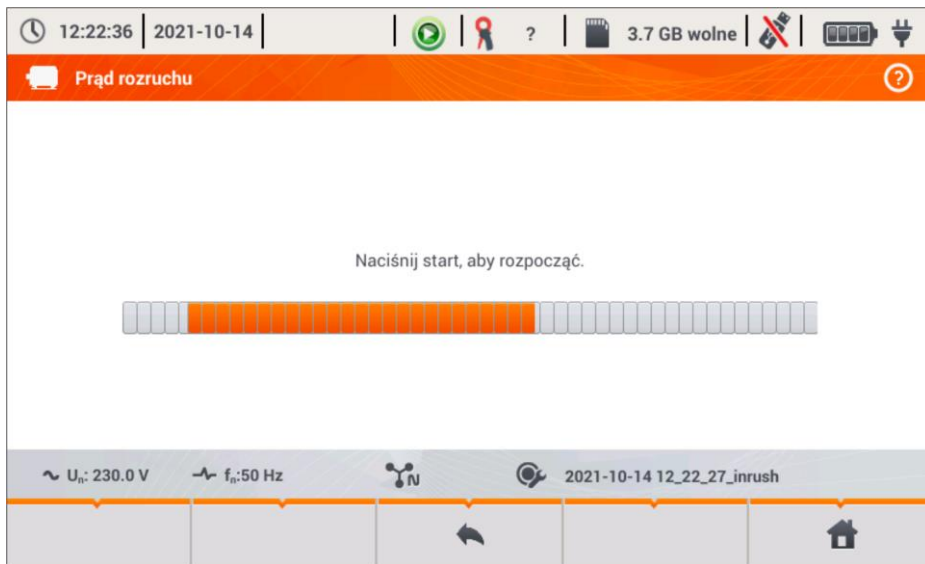 12:22:36 2021-10-14 ? 3.7 GB wolne
Prąd rozruchu ?
Naciśnij start, aby rozpocząć.
Uₙ: 230.0 V fₙ:50 Hz N 2021-10-14 12_22_27_inrush